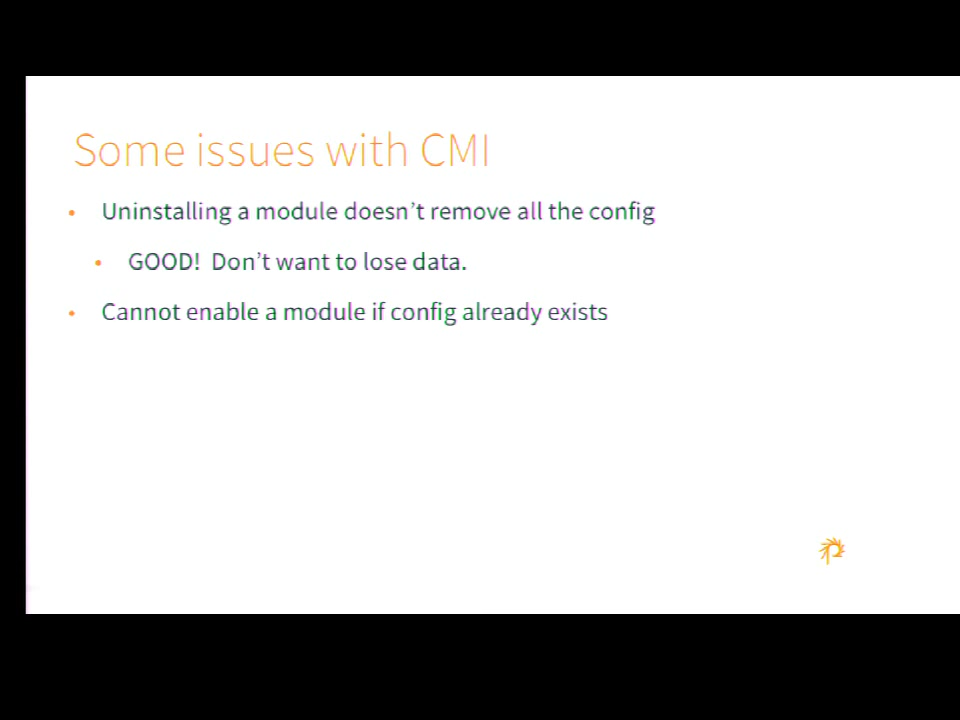 Some issues with CMI
• Uninstalling a module doesn't remove all the config
• GOOD! Don't want to lose data.
• Cannot enable a module if config already exists